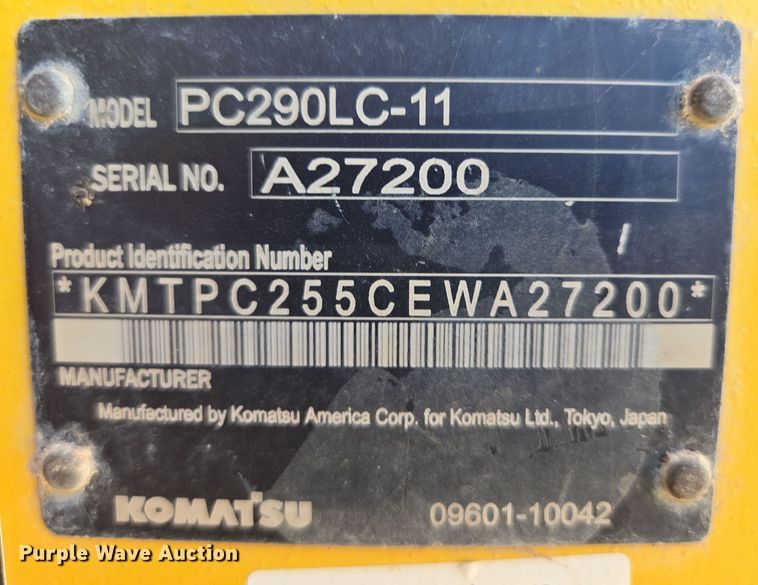 MODEL PC290LC-11
SERIAL NO. A27200
Product Identification Number
*KMTPC255CEWA27200*
MANUFACTURER
Manufactured by Komatsu America Corp. for Komatsu Ltd., Tokyo, Japan
KOMATSU 09601-10042
Purple Wave Auction